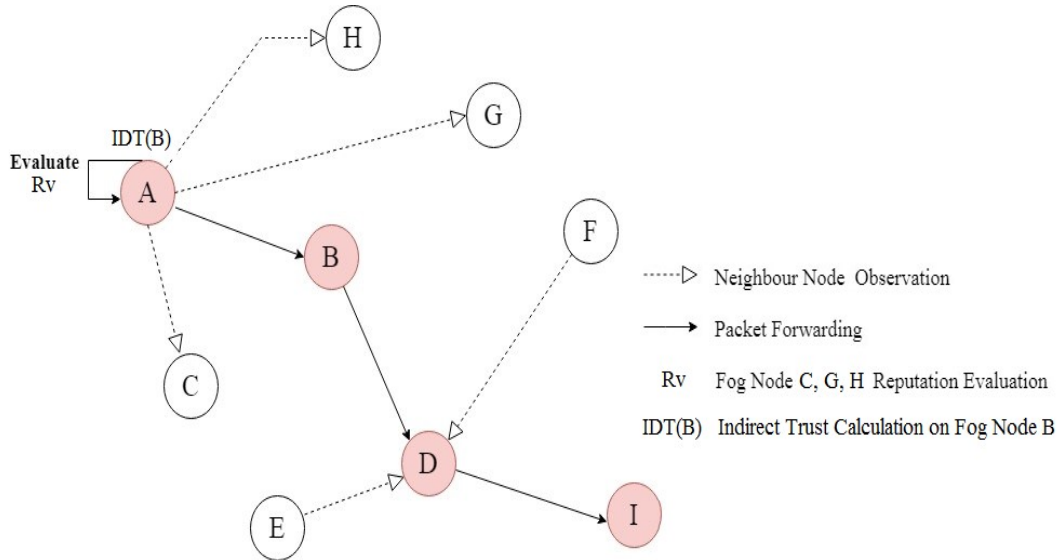 H
G
IDT(B)
Evaluate
Rv
A
B
F
C
D
E
I
Neighbour Node Observation
Packet Forwarding
Rv Fog Node C, G, H Reputation Evaluation
IDT(B) Indirect Trust Calculation on Fog Node B